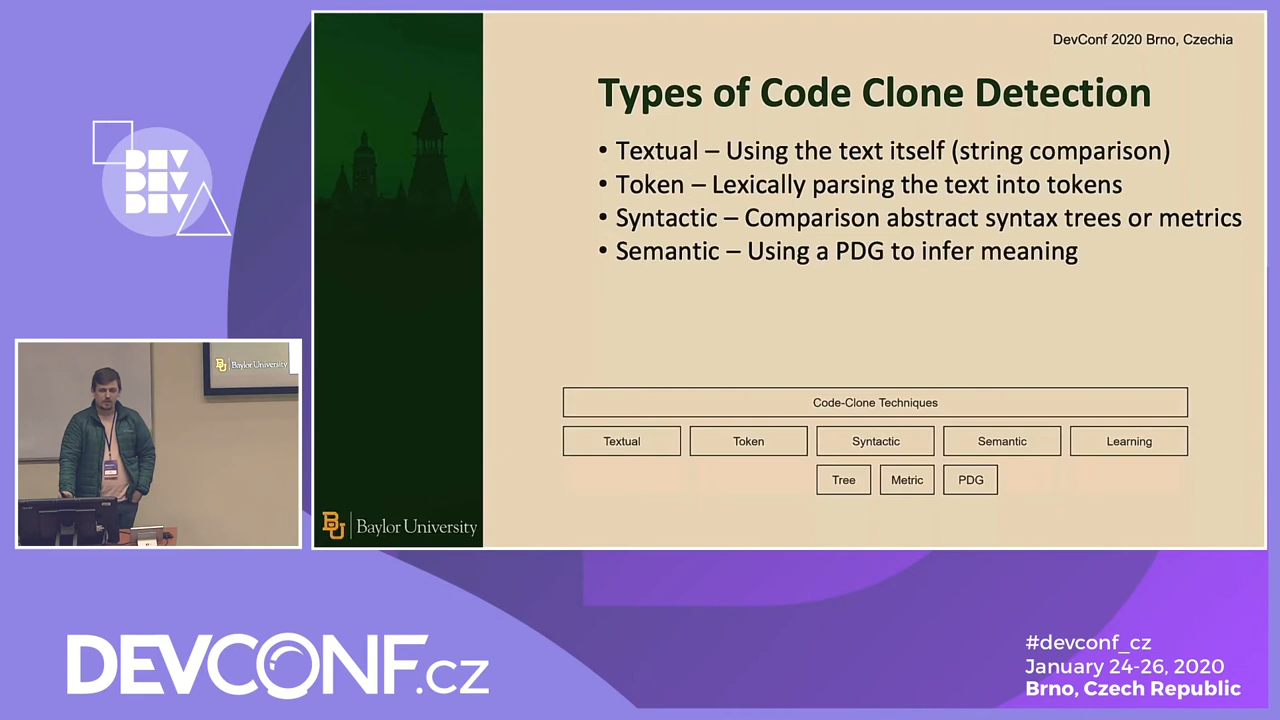 DevConf 2020 Brno, Czechia
Types of Code Clone Detection
• Textual – Using the text itself (string comparison)
• Token – Lexically parsing the text into tokens
• Syntactic – Comparison abstract syntax trees or metrics
• Semantic – Using a PDG to infer meaning
Code-Clone Techniques
Textual Token Syntactic Semantic Learning
Tree Metric PDG
BU Baylor University
DEV
DEV
DEV
BU Baylor University
DEVCONF.cz
#devconf_cz
January 24-26, 2020
Brno, Czech Republic